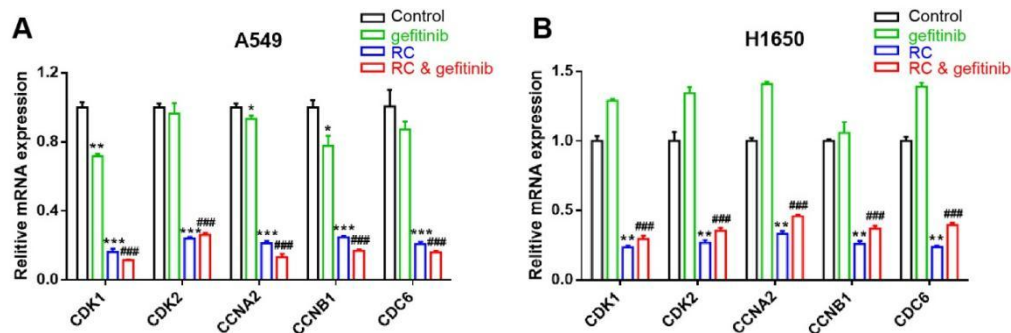 A
A549
Control
gefitinib
RC
RC & gefitinib
Relitive mRNA expression
1.2
0.8
0.4
0.0
**
***
###
***
###
*
***
###
*
***
###
***
###
CDK1
CDK2
CCNA2
CCNB1
CDC6
B
H1650
Control
gefitinib
RC
RC & gefitinib
Relitive mRNA expression
1.5
1.0
0.5
0.0
**
###
**
###
**
###
**
###
**
###
CDK1
CDK2
CCNA2
CCNB1
CDC6